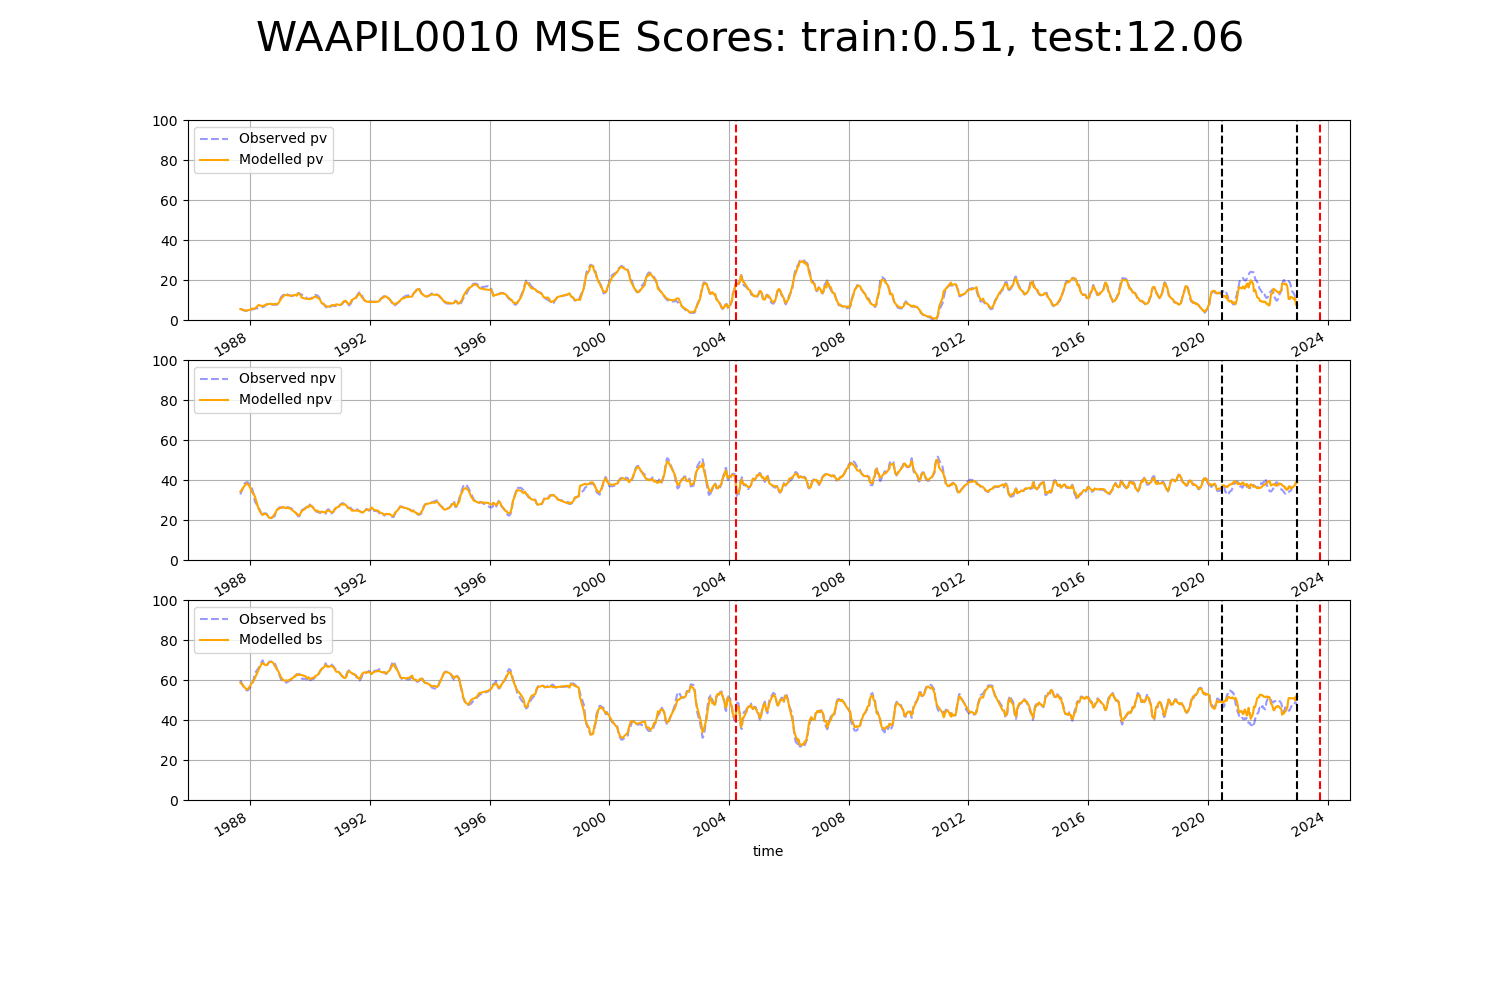 WAAPIL0010 MSE Scores: train:0.51, test:12.06
100
80
60
40
20
0
Observed pv
Modelled pv
1988 1992 1996 2000 2004 2008 2012 2016 2020 2024
100
80
60
40
20
0
Observed npv
Modelled npv
1988 1992 1996 2000 2004 2008 2012 2016 2020 2024
100
80
60
40
20
0
Observed bs
Modelled bs
1988 1992 1996 2000 2004 2008 2012 2016 2020 2024
time